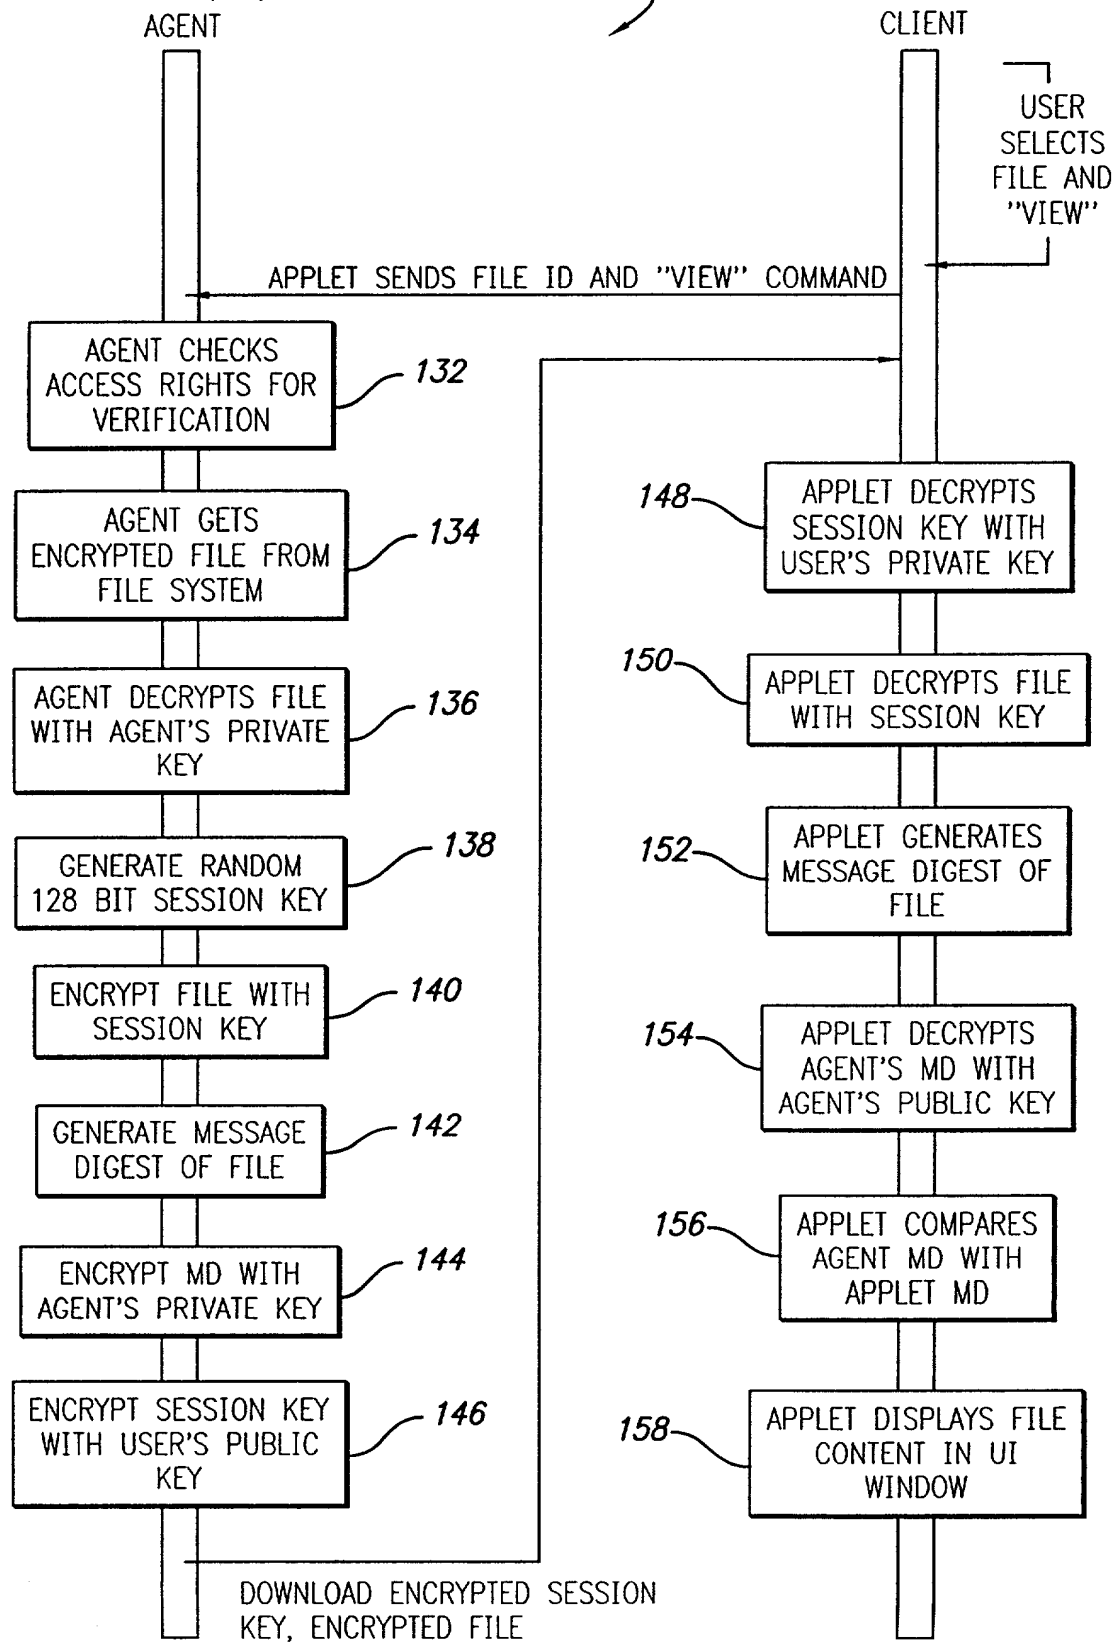 AGENT
CLIENT
USER
SELECTS
FILE AND
"VIEW"
APPLET SENDS FILE ID AND "VIEW" COMMAND
AGENT CHECKS
ACCESS RIGHTS FOR
VERIFICATION
132
AGENT GETS
ENCRYPTED FILE FROM
FILE SYSTEM
134
AGENT DECRYPTS FILE
WITH AGENT'S PRIVATE
KEY
136
GENERATE RANDOM
128 BIT SESSION KEY
138
ENCRYPT FILE WITH
SESSION KEY
140
GENERATE MESSAGE
DIGEST OF FILE
142
ENCRYPT MD WITH
AGENT'S PRIVATE KEY
144
ENCRYPT SESSION KEY
WITH USER'S PUBLIC
KEY
146
DOWNLOAD ENCRYPTED SESSION
KEY, ENCRYPTED FILE
148
APPLET DECRYPTS
SESSION KEY WITH
USER'S PRIVATE KEY
150
APPLET DECRYPTS FILE
WITH SESSION KEY
152
APPLET GENERATES
MESSAGE DIGEST OF
FILE
154
APPLET DECRYPTS
AGENT'S MD WITH
AGENT'S PUBLIC KEY
156
APPLET COMPARES
AGENT MD WITH
APPLET MD
158
APPLET DISPLAYS FILE
CONTENT IN UI
WINDOW